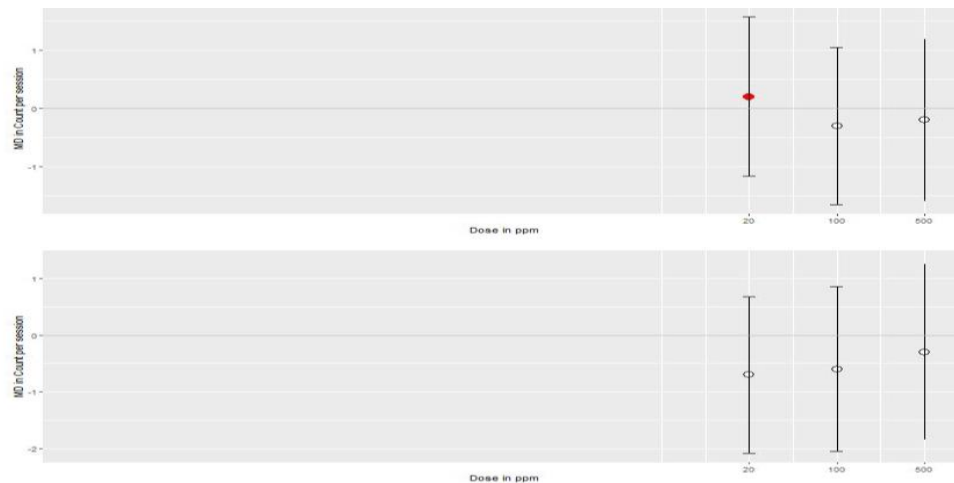 MD in Count per session
1
0
-1
20 100 500
Dose in ppm
MD in Count per session
1
0
-1
-2
20 100 500
Dose in ppm